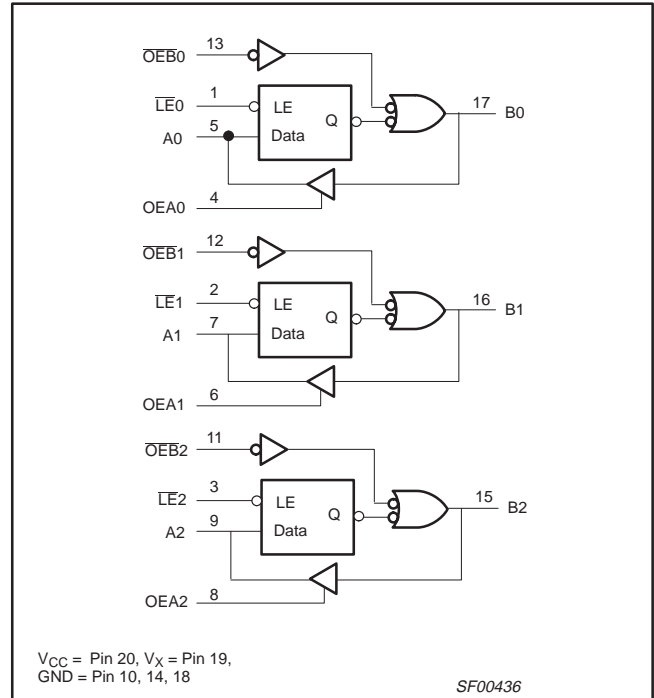 OEB0 13
LE0 1 LE Q 17 B0
A0 5 Data
OEA0 4
OEB1 12
LE1 2 LE Q 16 B1
A1 7 Data
OEA1 6
OEB2 11
LE2 3 LE Q 15 B2
A2 9 Data
OEA2 8
VCC = Pin 20, VX = Pin 19,
GND = Pin 10, 14, 18
SF00436